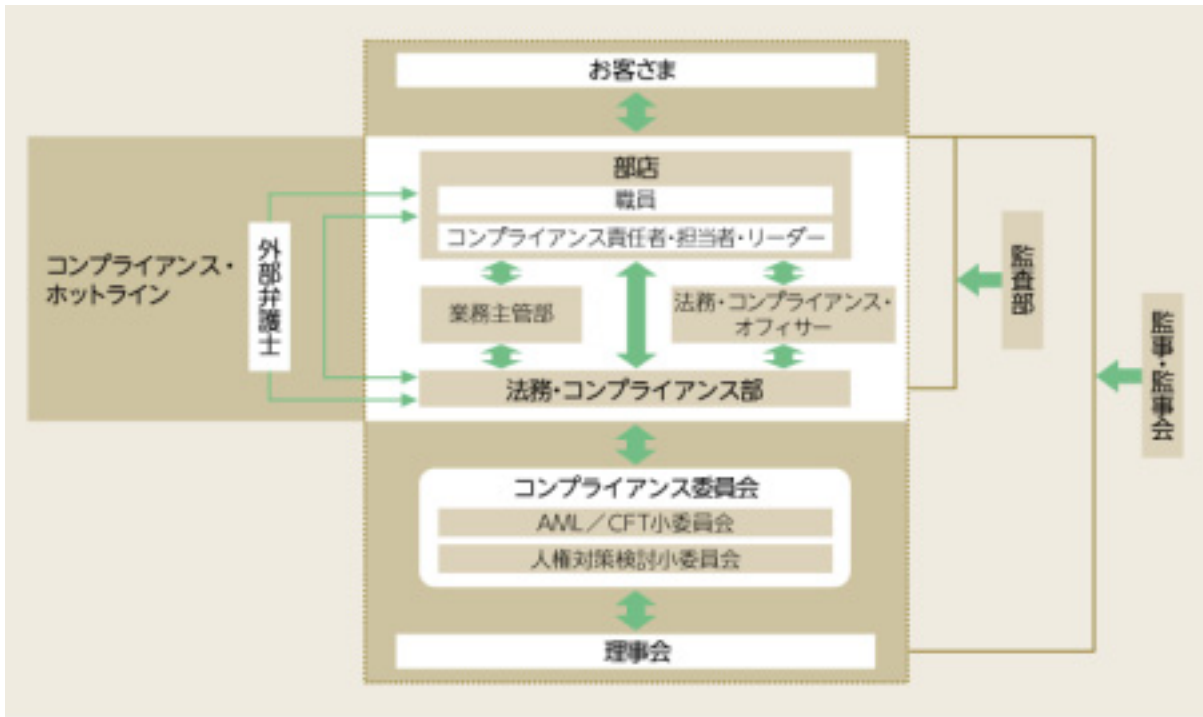 お客さま
部店
職員
コンプライアンス責任者・担当者・リーダー
コンプライアンス・
ホットライン
外部弁護士
業務主管部
法務・コンプライアンス・
オフィサー
法務・コンプライアンス部
監査部
監事・監事会
コンプライアンス委員会
AML／CFT小委員会
人権対策検討小委員会
理事会